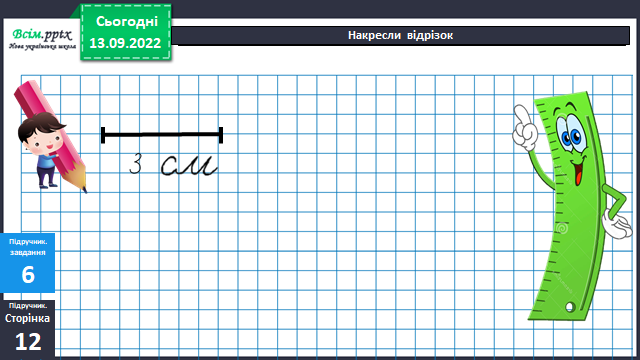 Всім.pptx
Нова українська школа
Сьогодні
13.09.2022
Накресли відрізок
3 см
Підручник.
завдання
6
Підручник.
Сторінка
12